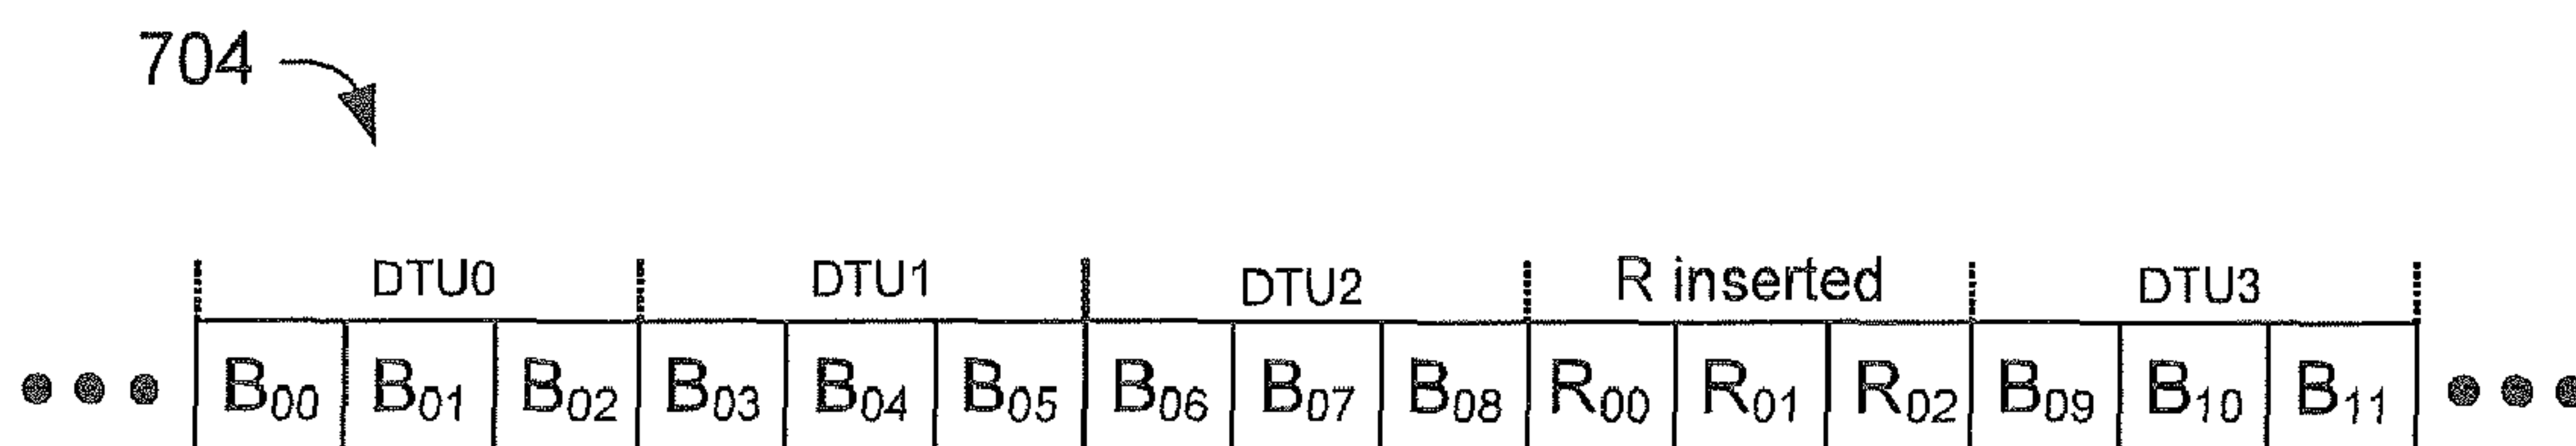 704
DTU0 DTU1 DTU2 R inserted DTU3
B00 B01 B02 B03 B04 B05 B06 B07 B08 R00 R01 R02 B09 B10 B11